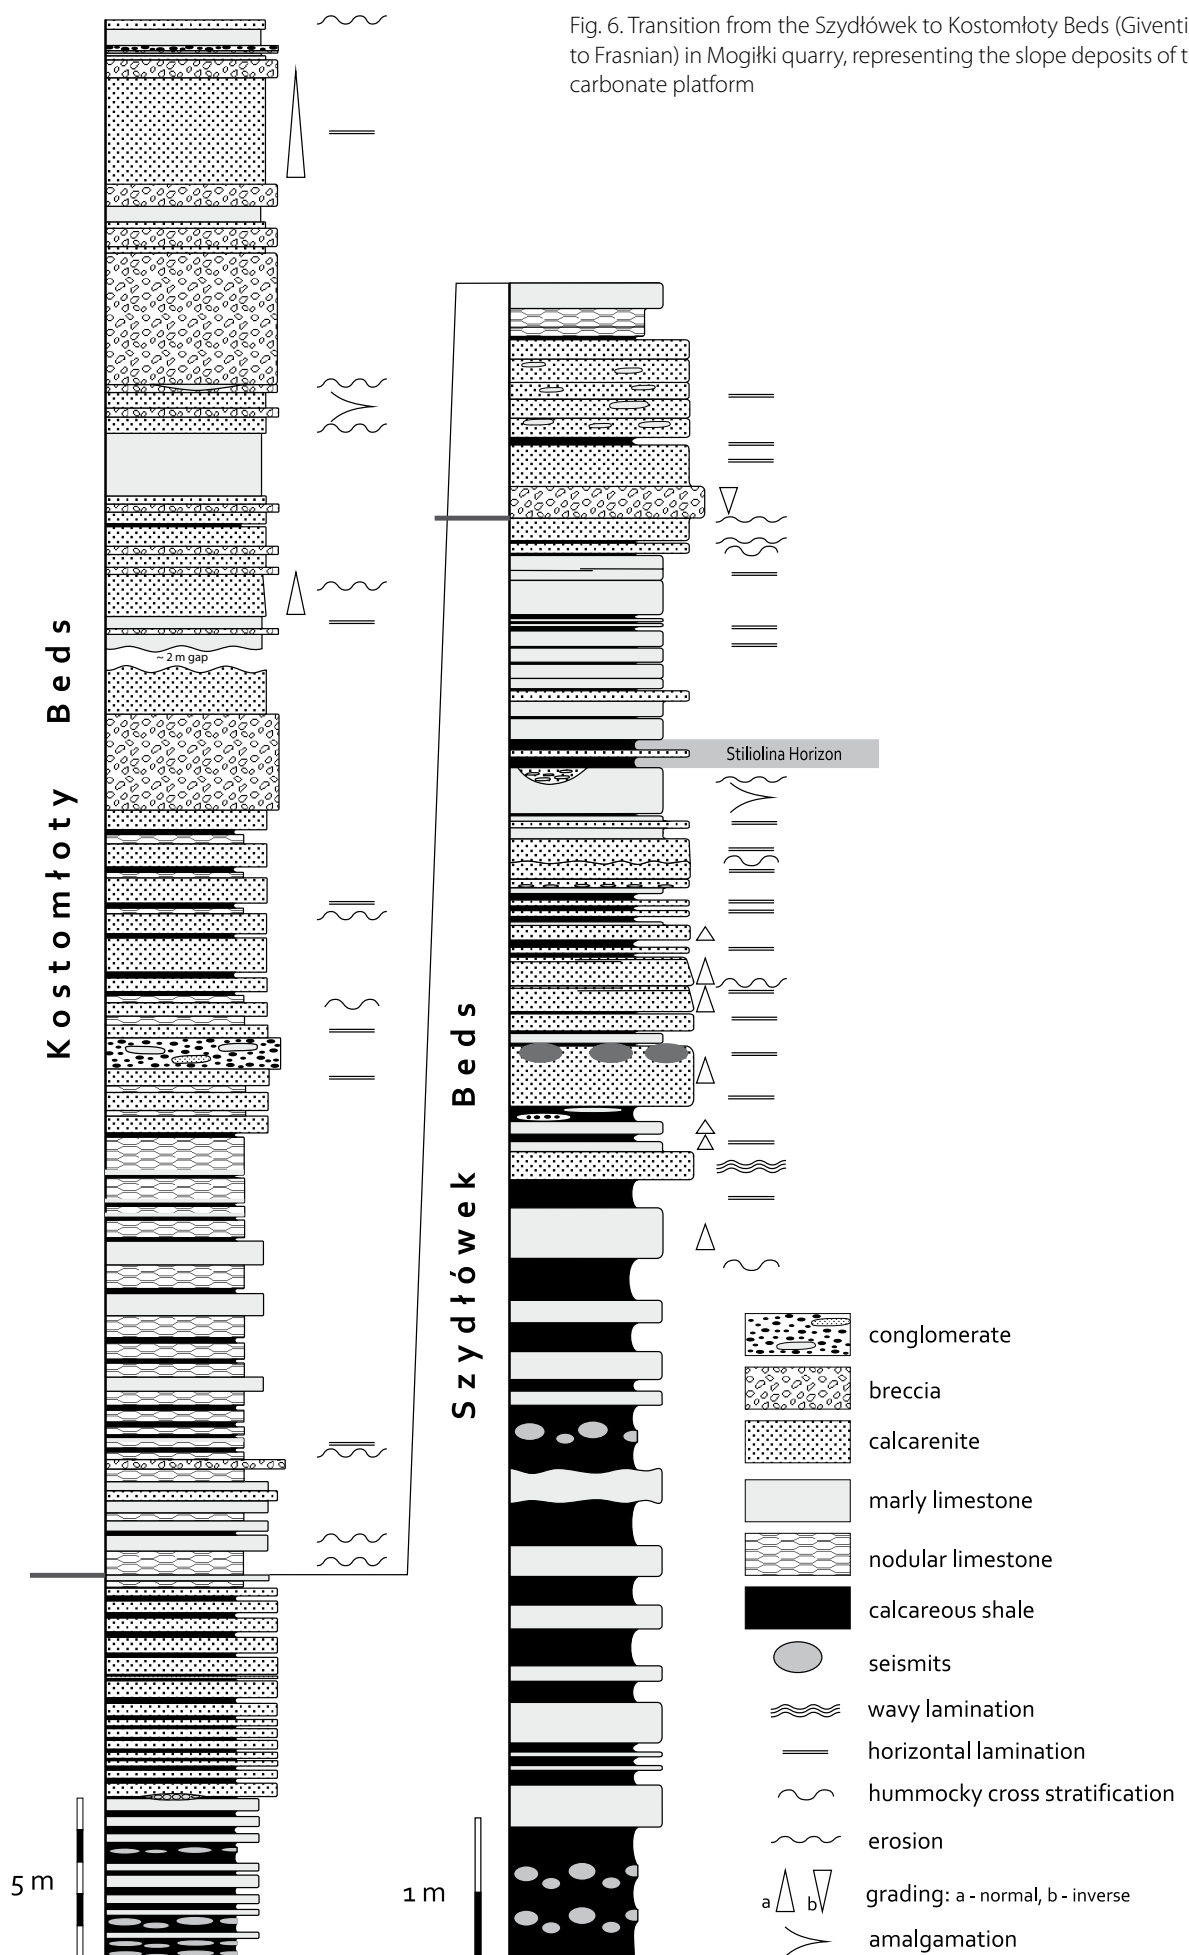 Fig. 6. Transition from the Szydłówek to Kostomłoty Beds (Giventi
to Frasnian) in Mogiłki quarry, representing the slope deposits of t
carbonate platform
~ 2 m gap
Kostomłoty Beds
Stiliolina Horizon
Szydłówek Beds
conglomerate
breccia
calcarenite
marly limestone
nodular limestone
calcareous shale
seismits
wavy lamination
horizontal lamination
hummocky cross stratification
erosion
a b grading: a - normal, b - inverse
amalgamation
5 m
1 m